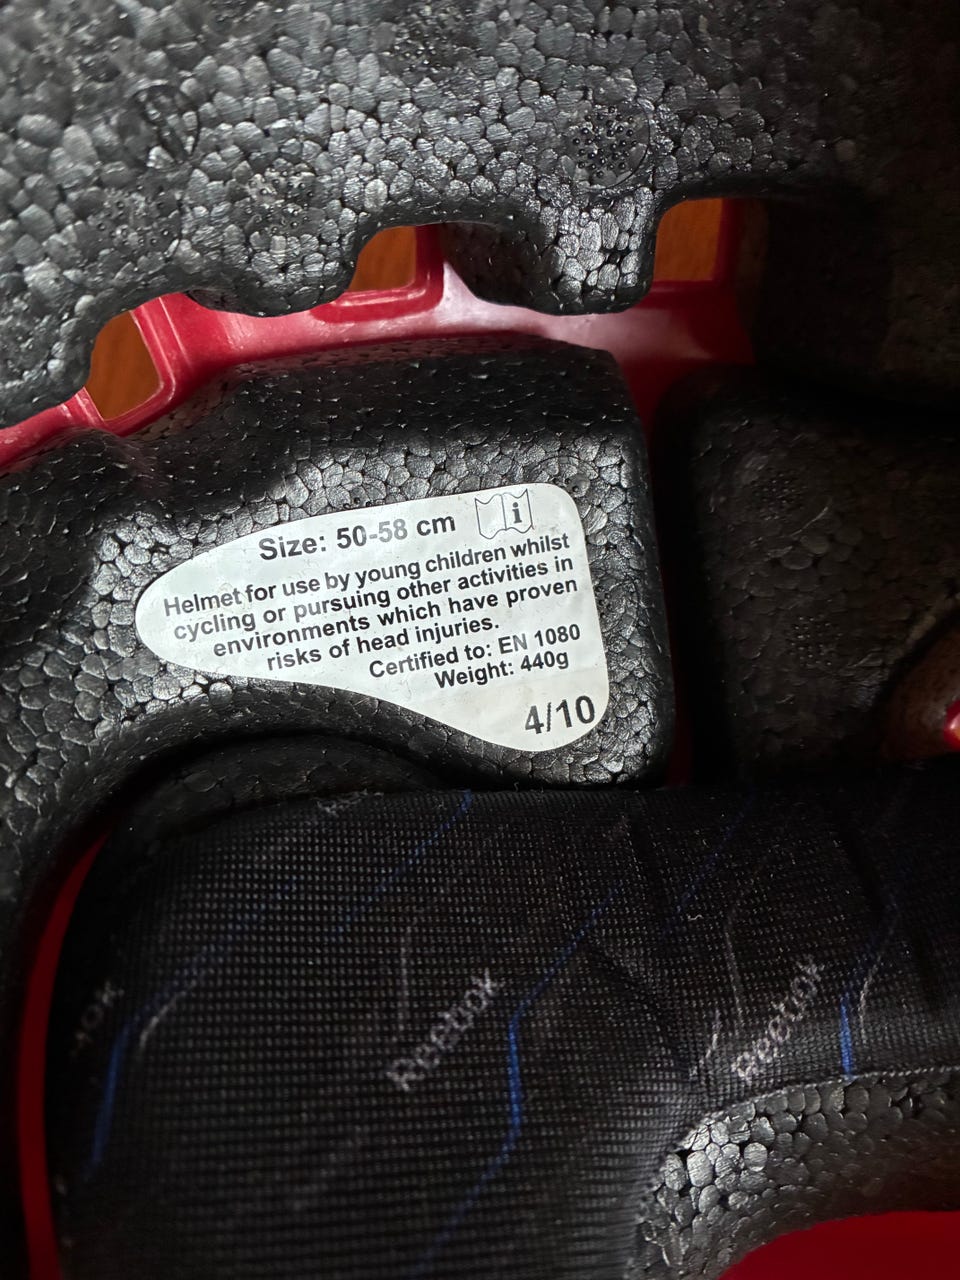 Size: 50-58 cm
i
Helmet for use by young children whilst
cycling or pursuing other activities in
environments which have proven
risks of head injuries.
Certified to: EN 1080
Weight: 440g
4/10
Reebok
Reebok